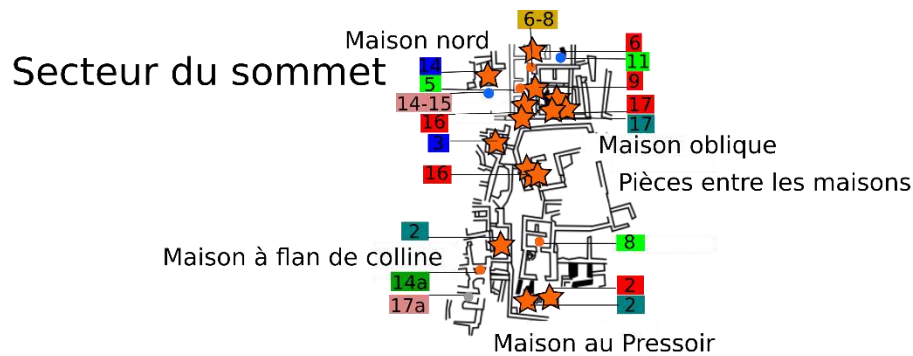 6-8
Maison nord
6
Secteur du sommet
14
11
5
9
14-15
17
16
17
3
Maison oblique
16
Pièces entre les maisons
2
8
Maison à flan de colline
14a
2
17a
2
Maison au Pressoir